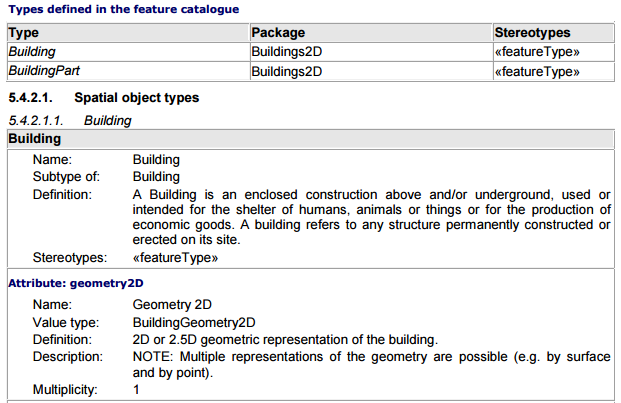 Types defined in the feature catalogue
Type Package Stereotypes
Building Buildings2D «featureType»
BuildingPart Buildings2D «featureType»
5.4.2.1. Spatial object types
5.4.2.1.1. Building
Building
Name: Building
Subtype of: Building
Definition: A Building is an enclosed construction above and/or underground, used or
intended for the shelter of humans, animals or things or for the production of
economic goods. A building refers to any structure permanently constructed or
erected on its site.
Stereotypes: «featureType»
Attribute: geometry2D
Name: Geometry 2D
Value type: BuildingGeometry2D
Definition: 2D or 2.5D geometric representation of the building.
Description: NOTE: Multiple representations of the geometry are possible (e.g. by surface
and by point).
Multiplicity: 1